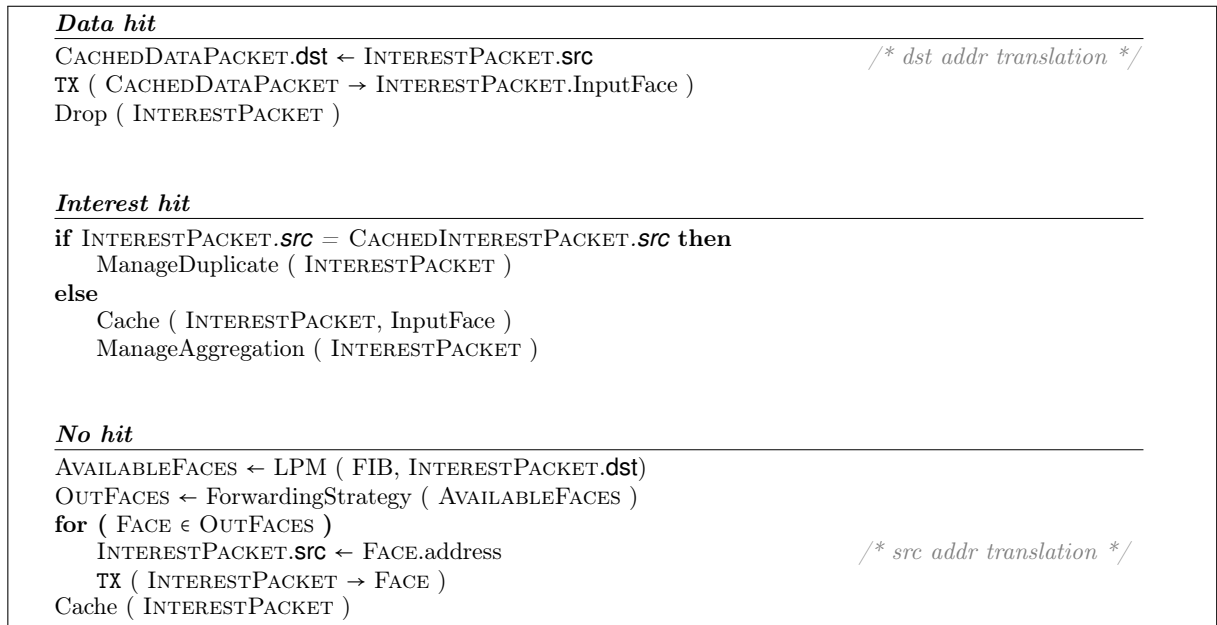 Data hit
CACHEDDATAPACKET.dst ← INTERESTPACKET.src /* dst addr translation */
TX ( CACHEDDATAPACKET → INTERESTPACKET.InputFace )
Drop ( INTERESTPACKET )
Interest hit
if INTERESTPACKET.src = CACHEDINTERESTPACKET.src then
ManageDuplicate ( INTERESTPACKET )
else
Cache ( INTERESTPACKET, InputFace )
ManageAggregation ( INTERESTPACKET )
No hit
AVAILABLEFACES ← LPM ( FIB, INTERESTPACKET.dst)
OUTFACES ← ForwardingStrategy ( AVAILABLEFACES )
for ( FACE ∈ OUTFACES )
INTERESTPACKET.src ← FACE.address /* src addr translation */
TX ( INTERESTPACKET → FACE )
Cache ( INTERESTPACKET )